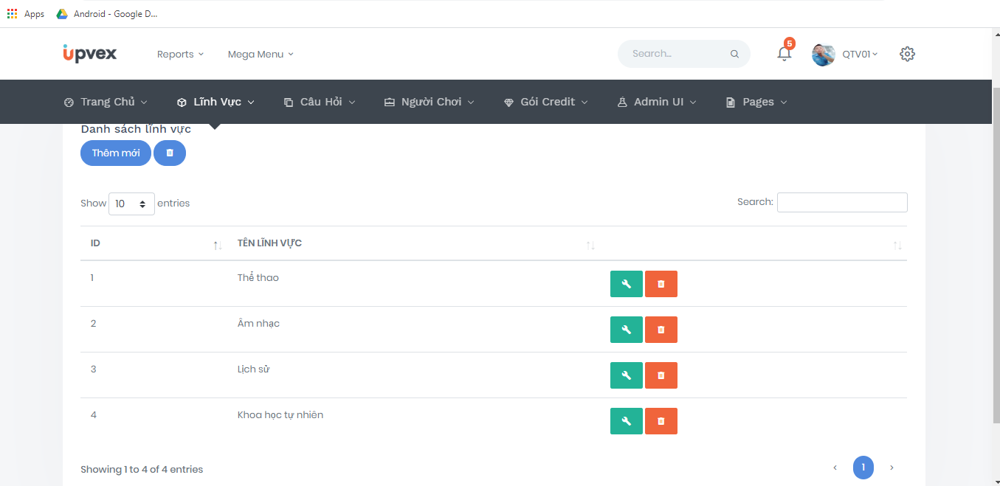 Apps Android - Google D...
upvex Reports Mega Menu Search... 5 QTV01
Trang Chủ Lĩnh Vực Câu Hỏi Người Chơi Gói Credit Admin UI Pages
Danh sách lĩnh vực
Thêm mới
Show 10 entries Search:
ID TÊN LĨNH VỰC
1 Thể thao
2 Âm nhạc
3 Lịch sử
4 Khoa học tự nhiên
Showing 1 to 4 of 4 entries ‹ 1 ›